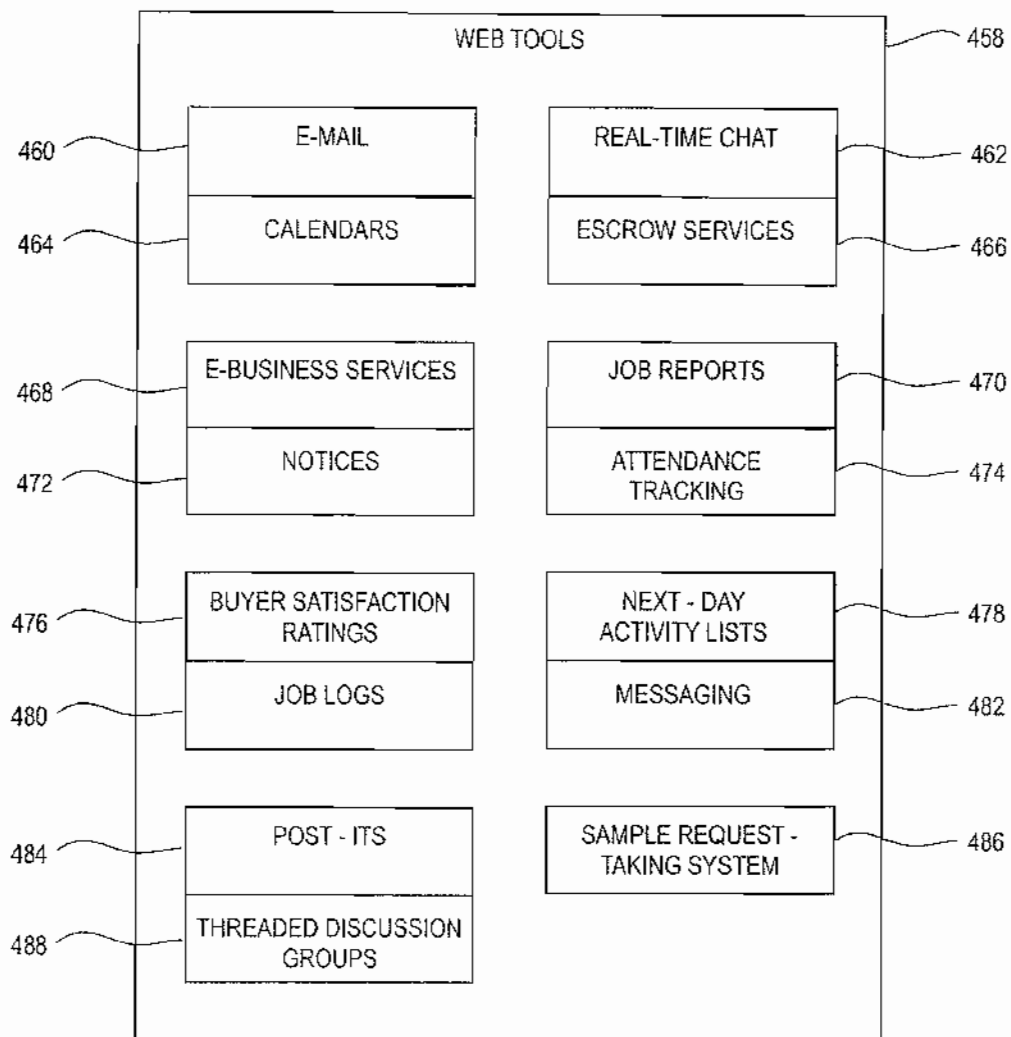 WEB TOOLS
458
460
E-MAIL
REAL-TIME CHAT
462
464
CALENDARS
ESCROW SERVICES
466
468
E-BUSINESS SERVICES
JOB REPORTS
470
472
NOTICES
ATTENDANCE
TRACKING
474
476
BUYER SATISFACTION
RATINGS
NEXT - DAY
ACTIVITY LISTS
478
480
JOB LOGS
MESSAGING
482
484
POST - ITS
SAMPLE REQUEST -
TAKING SYSTEM
486
488
THREADED DISCUSSION
GROUPS